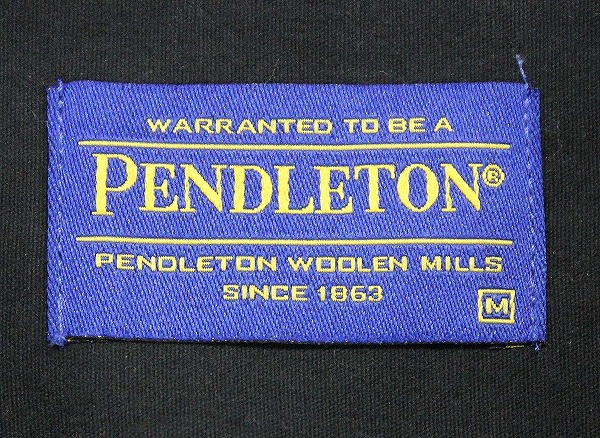 WARRANTED TO BE A
PENDLETON®
PENDLETON WOOLEN MILLS
SINCE 1863
M